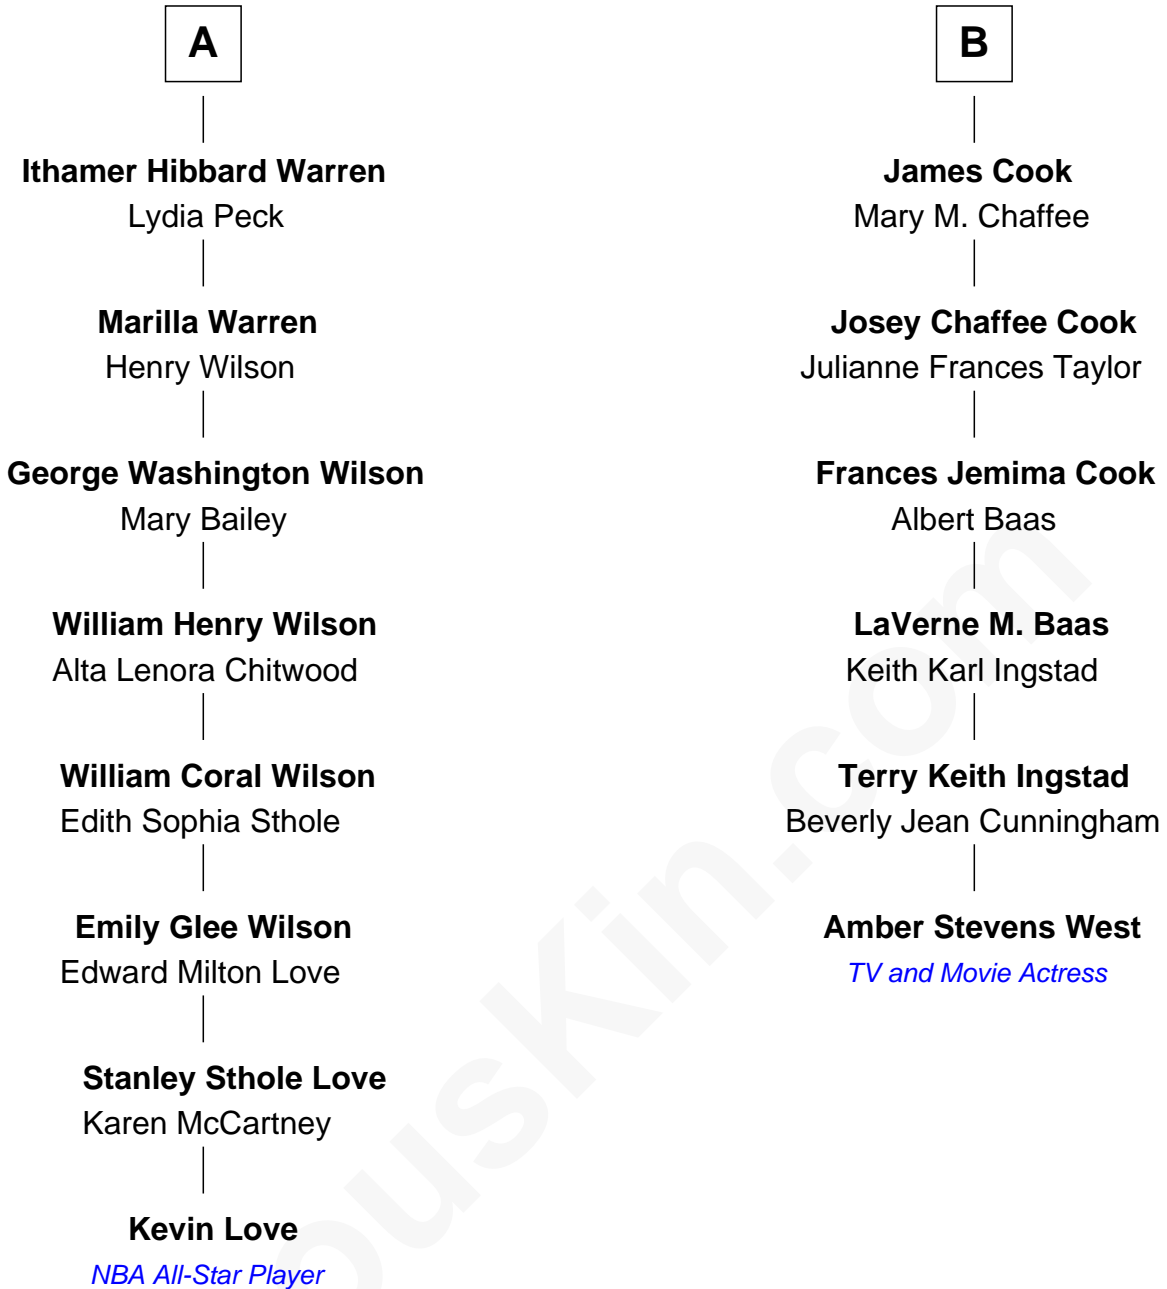 A
Ithamer Hibbard Warren
Lydia Peck
Marilla Warren
Henry Wilson
George Washington Wilson
Mary Bailey
William Henry Wilson
Alta Lenora Chitwood
William Coral Wilson
Edith Sophia Sthole
Emily Glee Wilson
Edward Milton Love
Stanley Sthole Love
Karen McCartney
Kevin Love
NBA All-Star Player
B
James Cook
Mary M. Chaffee
Josey Chaffee Cook
Julianne Frances Taylor
Frances Jemima Cook
Albert Baas
LaVerne M. Baas
Keith Karl Ingstad
Terry Keith Ingstad
Beverly Jean Cunningham
Amber Stevens West
TV and Movie Actress
ousKin.com